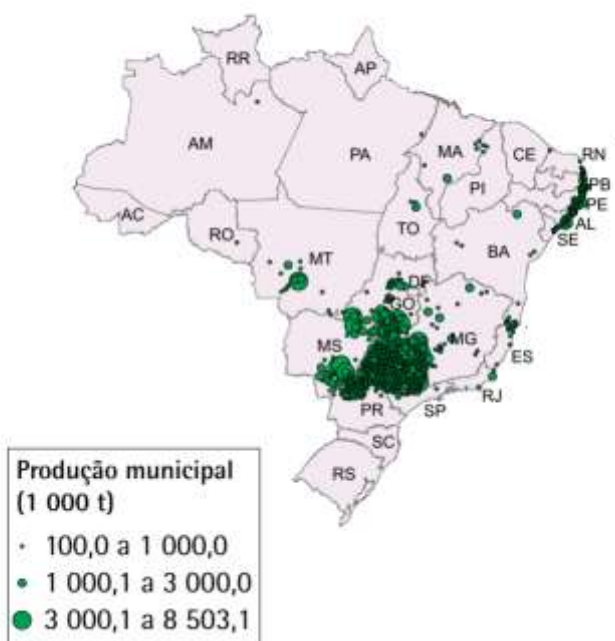 RR
AP
AM
PA
MA
CE
RN
PB
PE
AL
SE
PI
AC
RO
TO
BA
MT
DF
GO
MG
MS
ES
RJ
SP
PR
SC
RS
Produção municipal
(1 000 t)
100,0 a 1 000,0
1 000,1 a 3 000,0
3 000,1 a 8 503,1